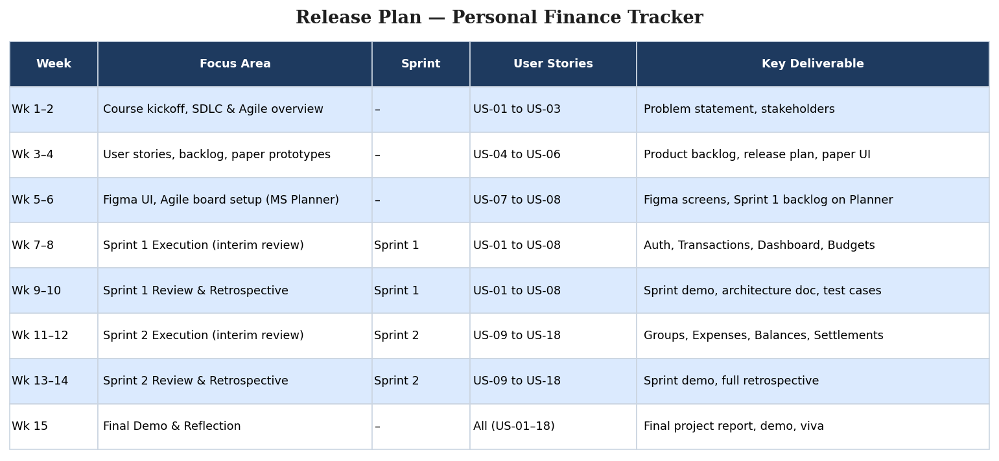 Release Plan — Personal Finance Tracker
Week Focus Area Sprint User Stories Key Deliverable
Wk 1–2 Course kickoff, SDLC & Agile overview – US-01 to US-03 Problem statement, stakeholders
Wk 3–4 User stories, backlog, paper prototypes – US-04 to US-06 Product backlog, release plan, paper UI
Wk 5–6 Figma UI, Agile board setup (MS Planner) – US-07 to US-08 Figma screens, Sprint 1 backlog on Planner
Wk 7–8 Sprint 1 Execution (interim review) Sprint 1 US-01 to US-08 Auth, Transactions, Dashboard, Budgets
Wk 9–10 Sprint 1 Review & Retrospective Sprint 1 US-01 to US-08 Sprint demo, architecture doc, test cases
Wk 11–12 Sprint 2 Execution (interim review) Sprint 2 US-09 to US-18 Groups, Expenses, Balances, Settlements
Wk 13–14 Sprint 2 Review & Retrospective Sprint 2 US-09 to US-18 Sprint demo, full retrospective
Wk 15 Final Demo & Reflection – All (US-01–18) Final project report, demo, viva